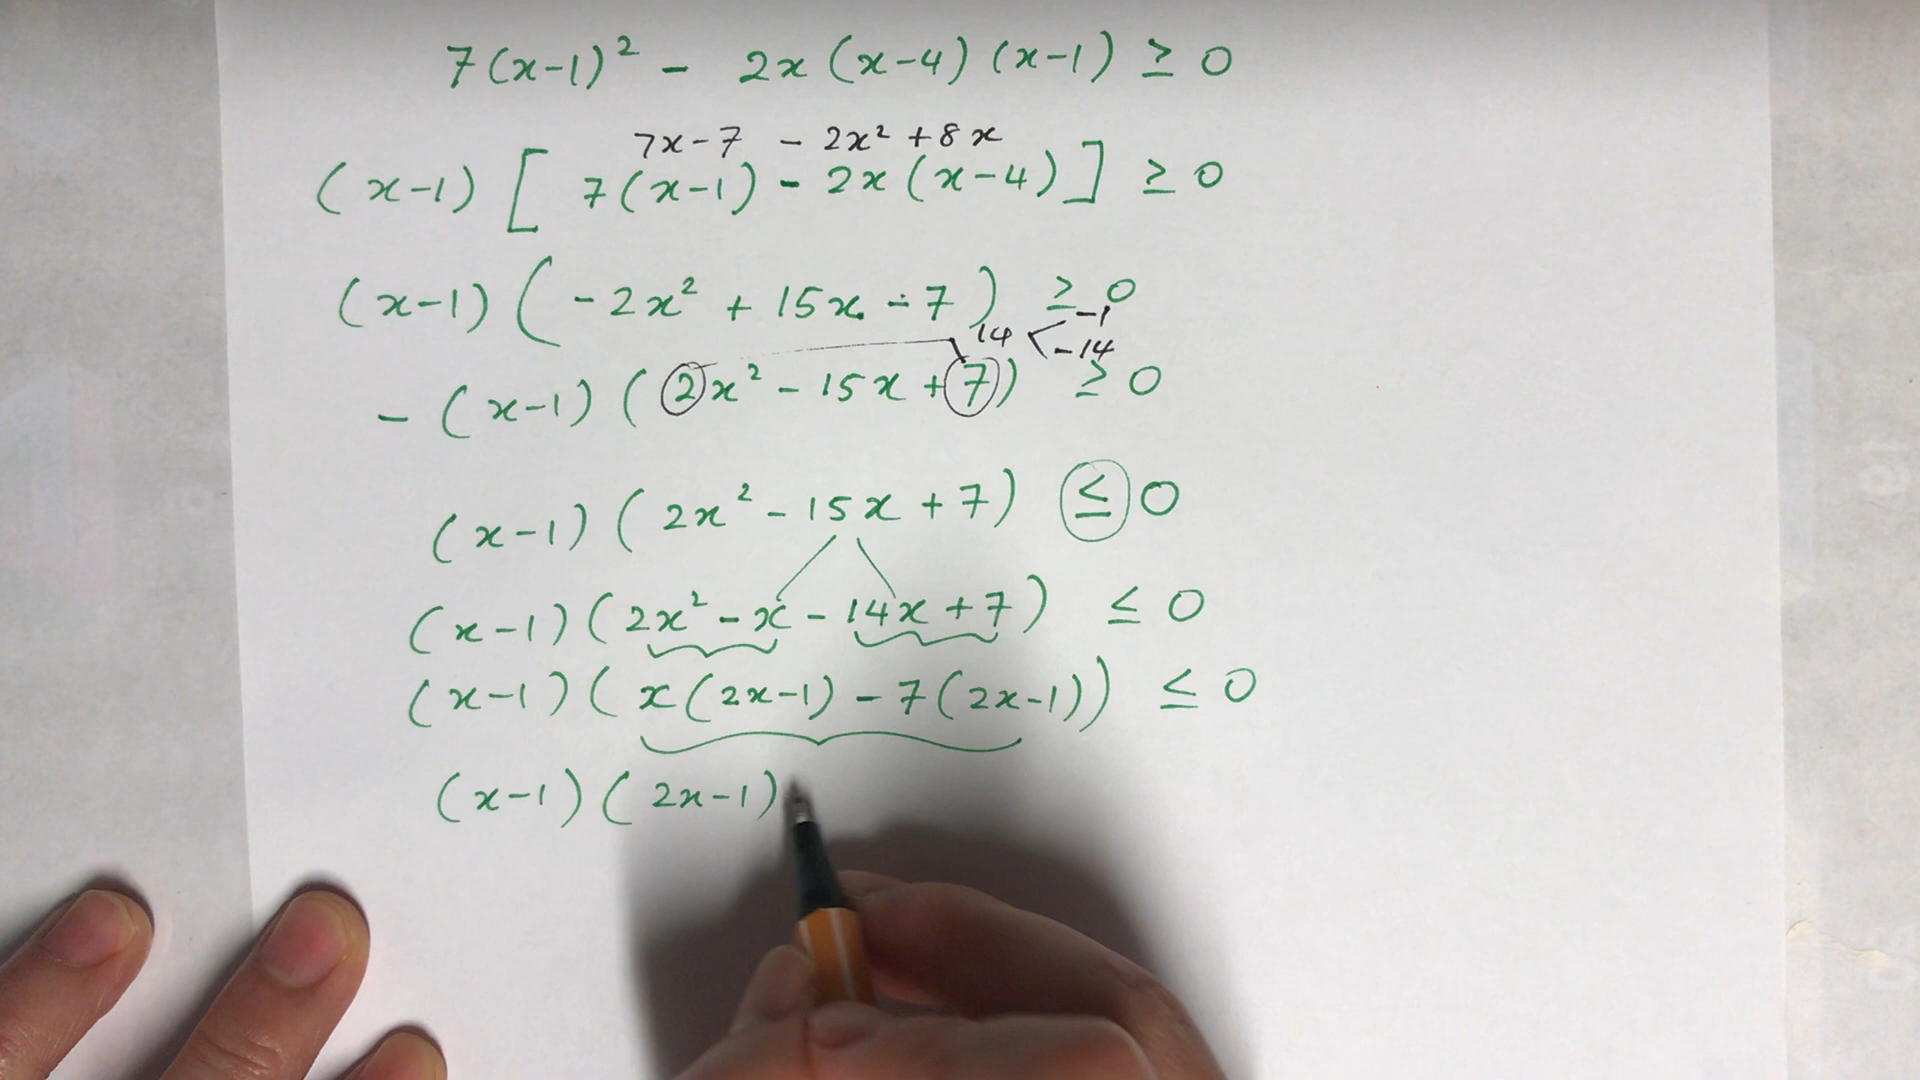 7(x-1)² - 2x(x-4)(x-1) ≥ 0
7x-7 - 2x² + 8x
(x-1)[7(x-1) - 2x(x-4)] ≥ 0
(x-1)(-2x² + 15x - 7) ≥ 0
14 < -1 -14
-(x-1)(2x² - 15x + 7) ≥ 0
(x-1)(2x² - 15x + 7) ≤ 0
(x-1)(2x² - x - 14x + 7) ≤ 0
(x-1)(x(2x-1) - 7(2x-1)) ≤ 0
(x-1)(2x-1)